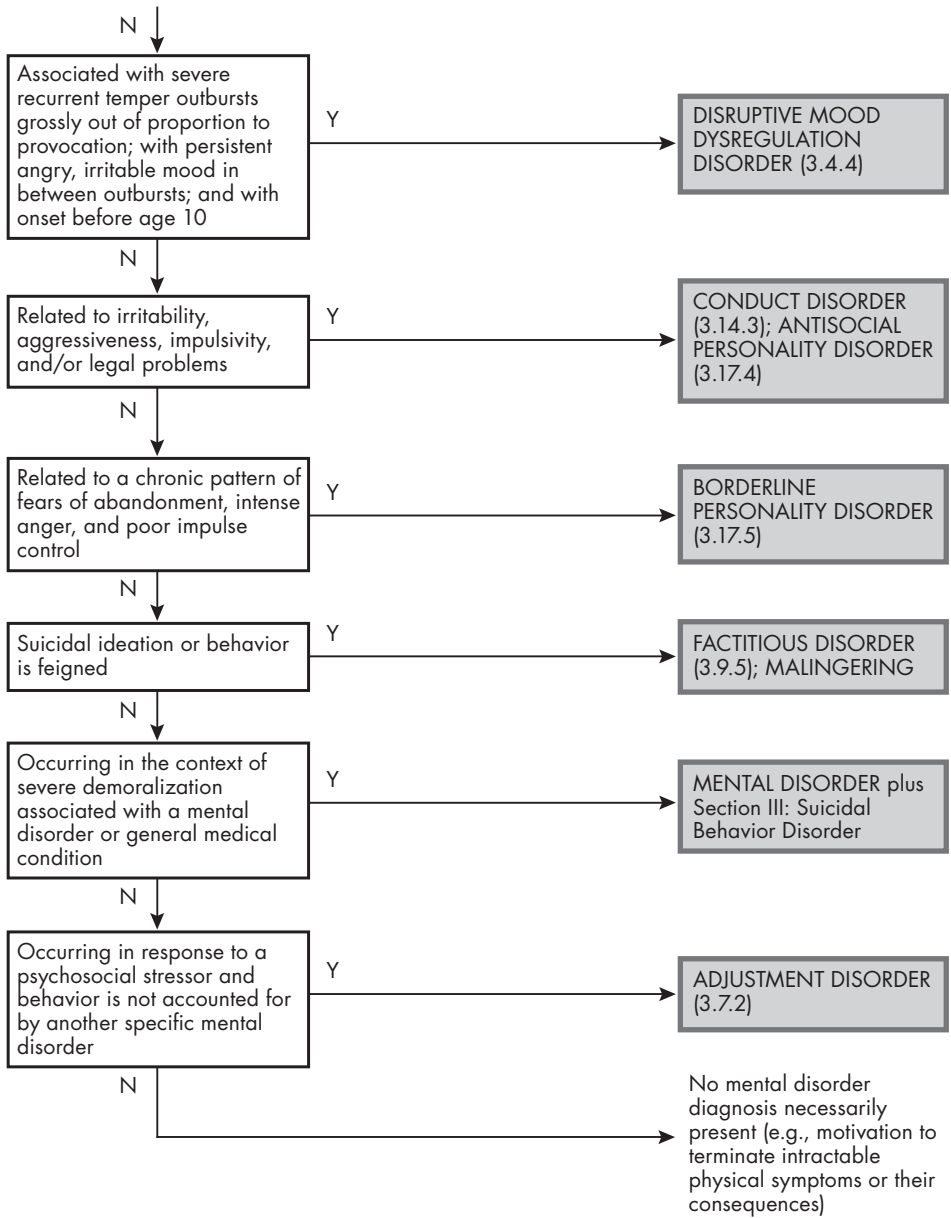 N
Associated with severe
recurrent temper outbursts
grossly out of proportion to
provocation; with persistent
angry, irritable mood in
between outbursts; and with
onset before age 10
Y
DISRUPTIVE MOOD
DYSREGULATION
DISORDER (3.4.4)
N
Related to irritability,
aggressiveness, impulsivity,
and/or legal problems
Y
CONDUCT DISORDER
(3.14.3); ANTISOCIAL
PERSONALITY DISORDER
(3.17.4)
N
Related to a chronic pattern of
fears of abandonment, intense
anger, and poor impulse
control
Y
BORDERLINE
PERSONALITY DISORDER
(3.17.5)
N
Suicidal ideation or behavior
is feigned
Y
FACTITIOUS DISORDER
(3.9.5); MALINGERING
N
Occurring in the context of
severe demoralization
associated with a mental
disorder or general medical
condition
Y
MENTAL DISORDER plus
Section III: Suicidal
Behavior Disorder
N
Occurring in response to a
psychosocial stressor and
behavior is not accounted for
by another specific mental
disorder
Y
ADJUSTMENT DISORDER
(3.7.2)
N
No mental disorder
diagnosis necessarily
present (e.g., motivation to
terminate intractable
physical symptoms or their
consequences)